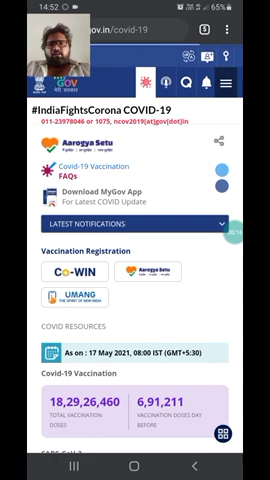 14:52
65%
gov.in/covid-19
5
GOV
मेरी सरकार
#IndiaFightsCorona COVID-19
011-23978046 or 1075, ncov2019[at]gov[dot]in
Aarogya Setu
Covid-19 Vaccination
FAQs
Download MyGov App
For Latest COVID Update
LATEST NOTIFICATIONS
00:16
Vaccination Registration
Co-WIN
Aarogya Setu
UMANG
THE SPIRIT OF NEW INDIA
COVID RESOURCES
As on : 17 May 2021, 08:00 IST (GMT+5:30)
Covid-19 Vaccination
18,29,26,460 6,91,211
TOTAL VACCINATION DOSES VACCINATION DOSES DAY BEFORE